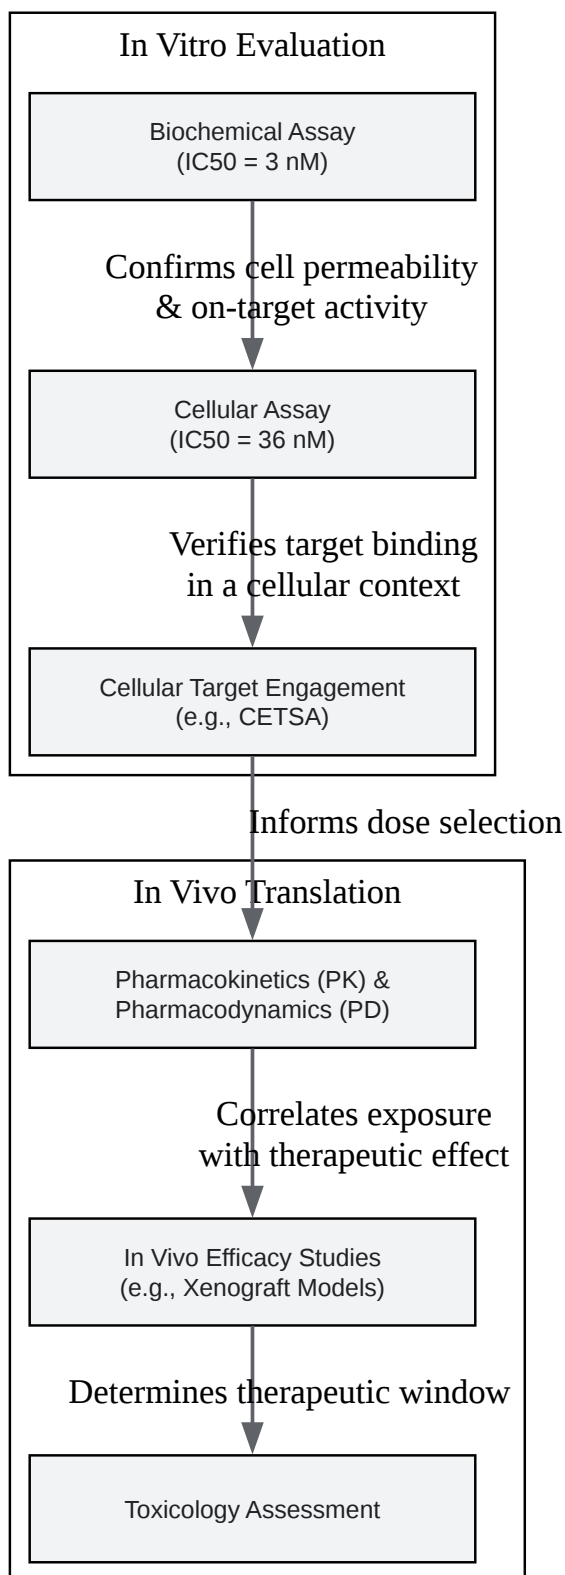 In Vitro Evaluation
Biochemical Assay
(IC50 = 3 nM)
Confirms cell permeability
& on-target activity
Cellular Assay
(IC50 = 36 nM)
Verifies target binding
in a cellular context
Cellular Target Engagement
(e.g., CETSA)
Informs dose selection
In Vivo Translation
Pharmacokinetics (PK) &
Pharmacodynamics (PD)
Correlates exposure
with therapeutic effect
In Vivo Efficacy Studies
(e.g., Xenograft Models)
Determines therapeutic window
Toxicology Assessment